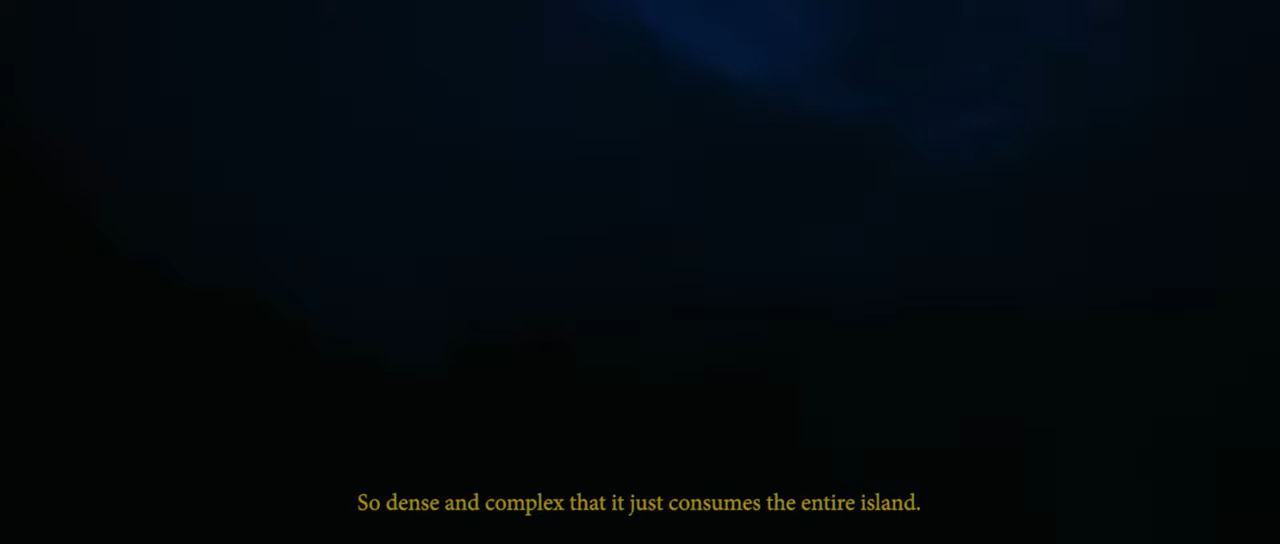 So dense and complex that it just consumes the entire island.